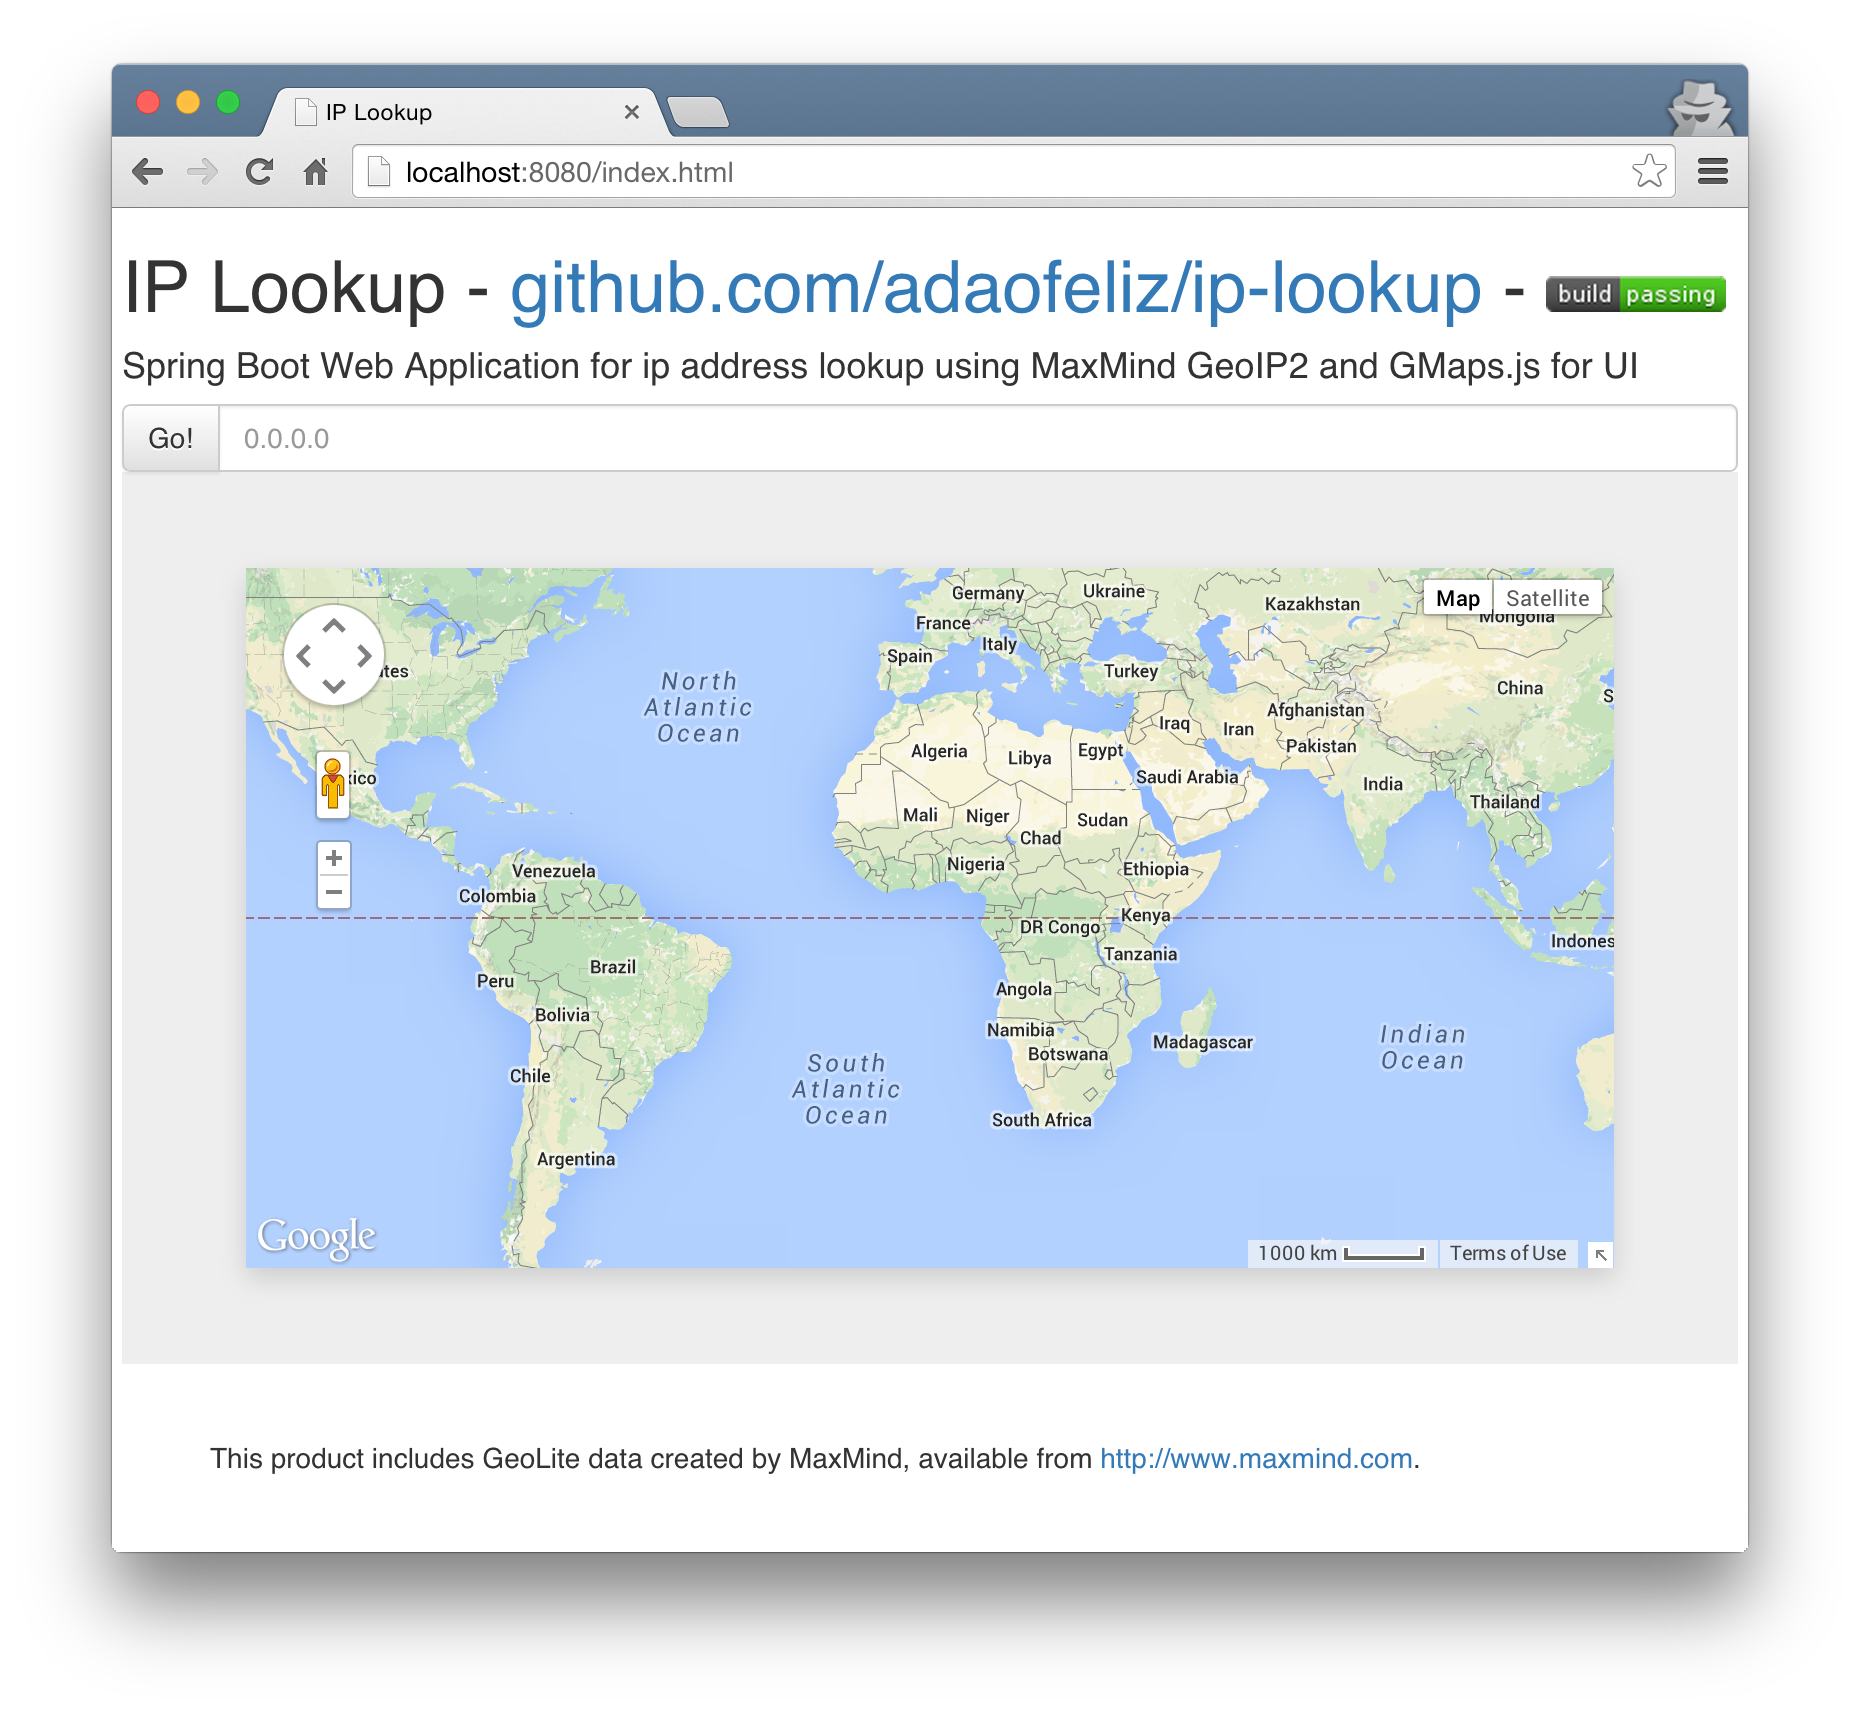 IP Lookup
localhost:8080/index.html
IP Lookup - github.com/adaofeliz/ip-lookup - build passing
Spring Boot Web Application for ip address lookup using MaxMind GeoIP2 and GMaps.js for UI
Go! 0.0.0.0
Map Satellite
Germany
Ukraine
Kazakhstan
Mongolia
France
Italy
Spain
Turkey
tes
China
S
North
Atlantic
Ocean
Afghanistan
Iraq
Iran
Pakistan
Algeria
Libya
Egypt
Saudi Arabia
India
xico
Thailand
Mali
Niger
Sudan
Chad
Nigeria
Ethiopia
Venezuela
Colombia
Kenya
DR Congo
Indones
Tanzania
Brazil
Peru
Angola
Bolivia
Namibia
Madagascar
Indian
Ocean
Botswana
South
Atlantic
Ocean
Chile
South Africa
Argentina
Google
1000 km
Terms of Use
This product includes GeoLite data created by MaxMind, available from http://www.maxmind.com.